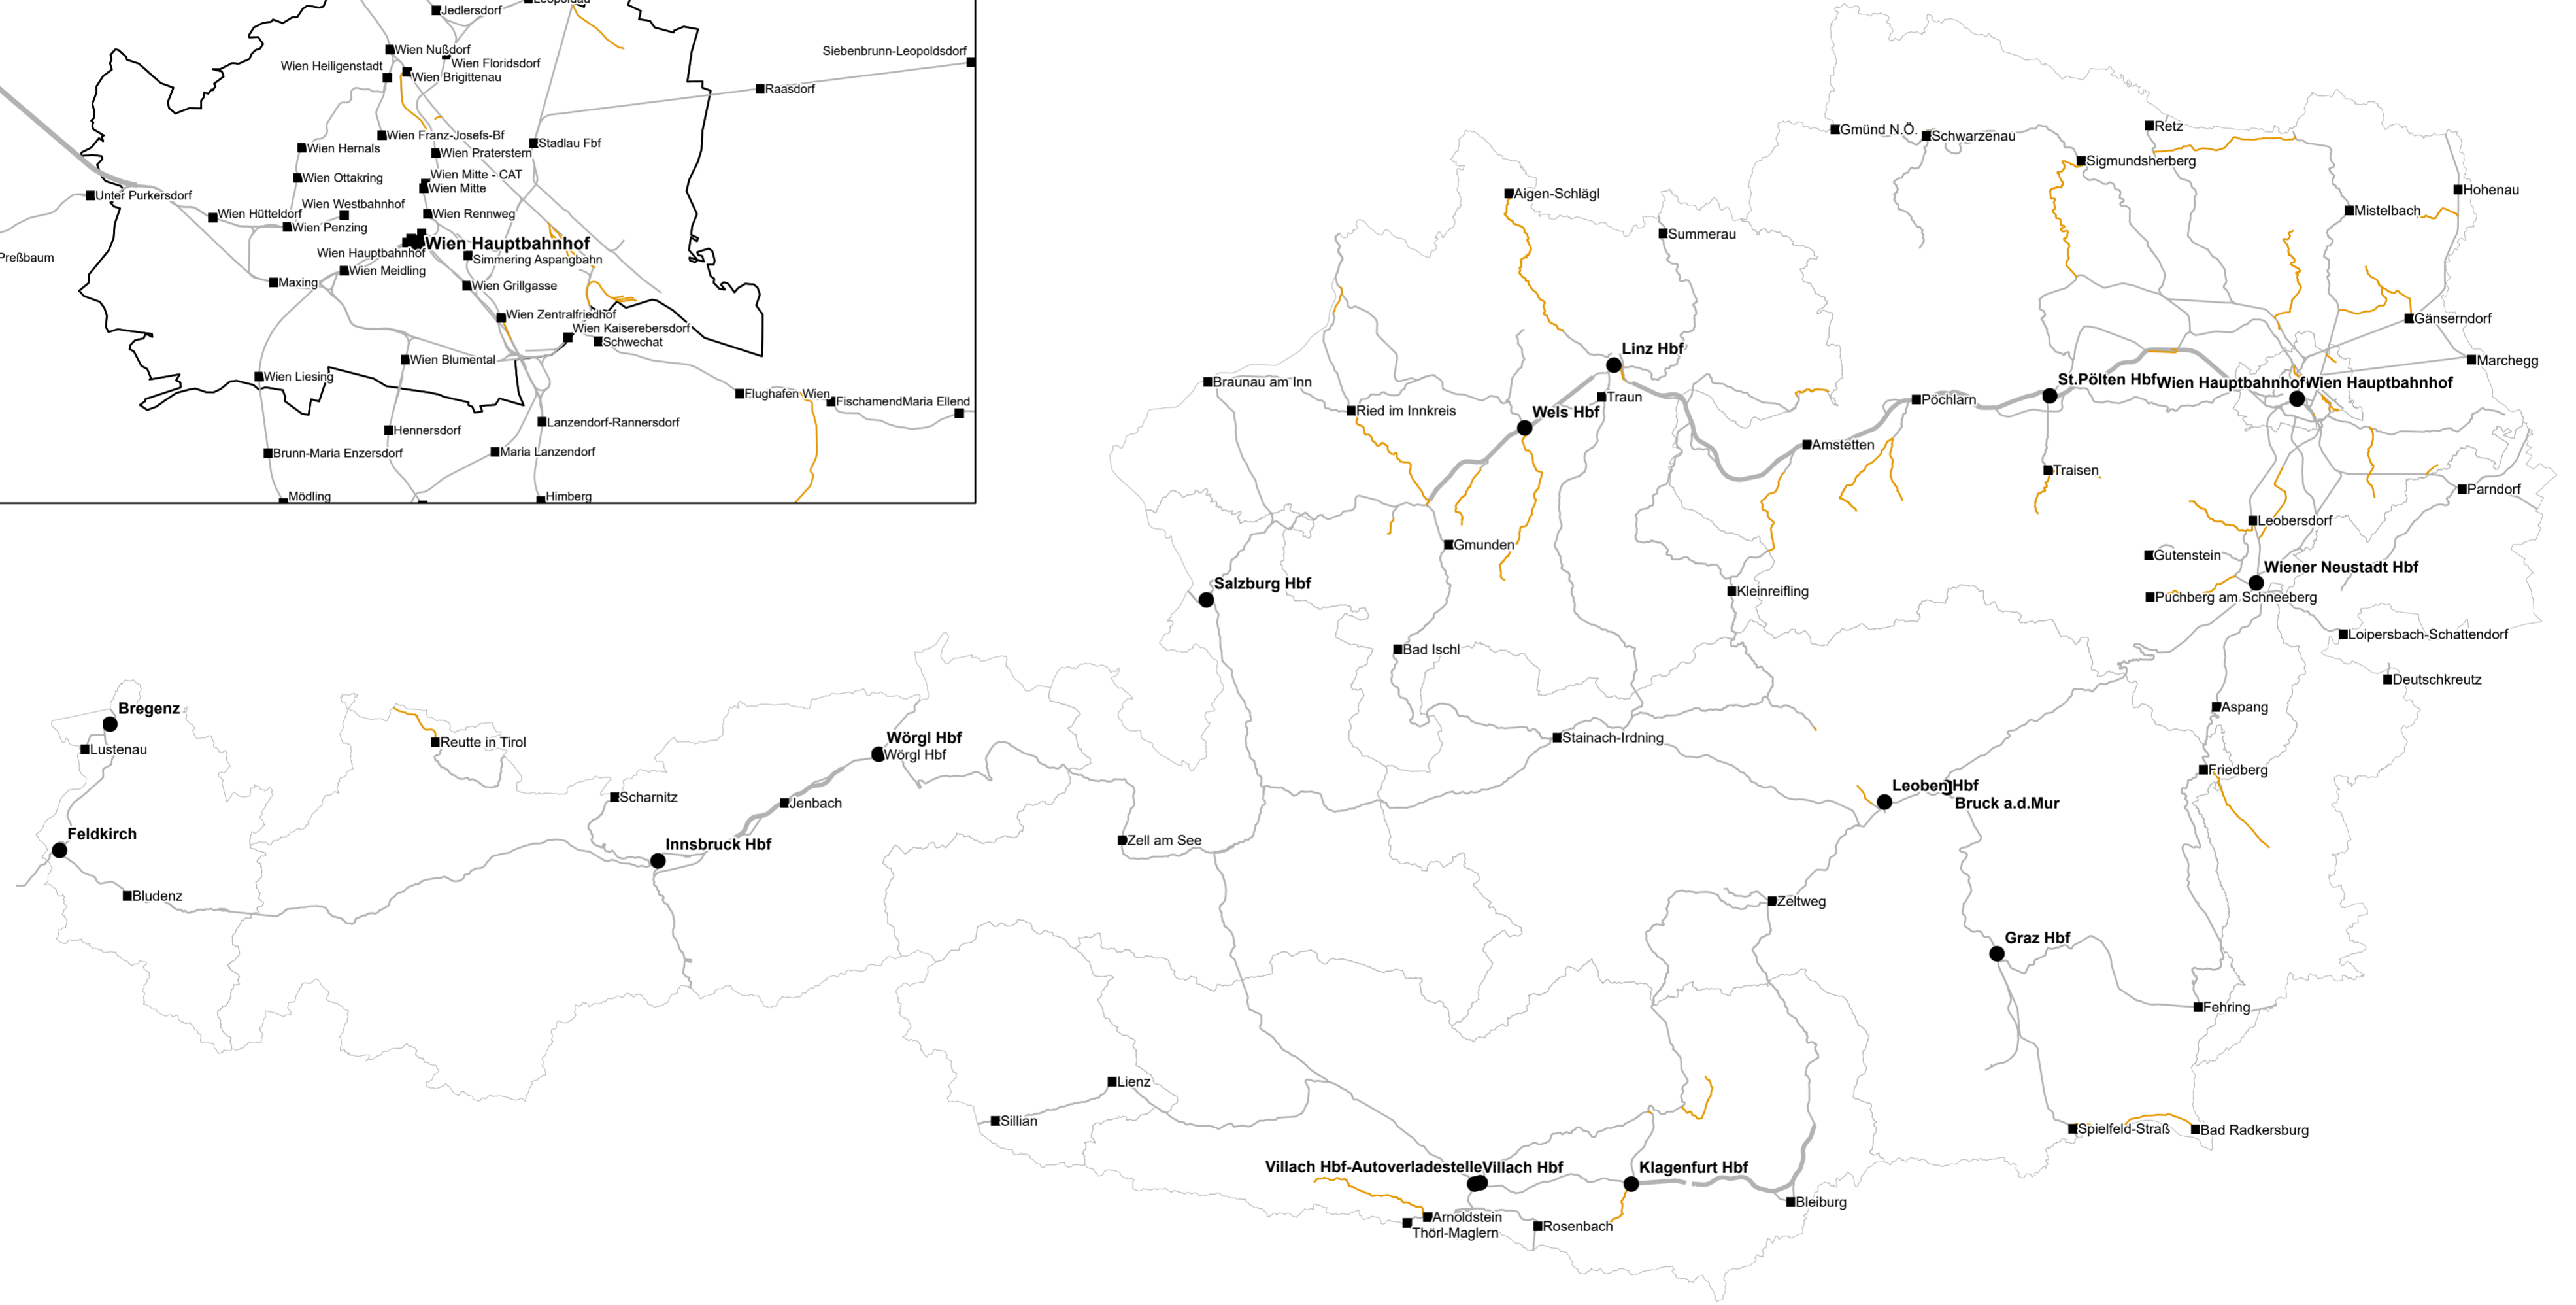 Jedlersdorf
Leopoldau
Wien Nußdorf
Wien Floridsdorf
Wien Heiligenstadt
Wien Brigittenau
Siebenbrunn-Leopoldsdorf
Raasdorf
Wien Franz-Josefs-Bf
Stadlau Fbf
Wien Hernals
Wien Praterstern
Wien Ottakring
Wien Mitte - CAT
Wien Mitte
Unter Purkersdorf
Wien Westbahnhof
Wien Hütteldorf
Wien Rennweg
Wien Penzing
Wien Hauptbahnhof
Wien Hauptbahnhof
Preßbaum
Simmering Aspangbahn
Wien Meidling
Maxing
Wien Grillgasse
Wien Zentralfriedhof
Wien Kaiserebersdorf
Schwechat
Wien Blumental
Wien Liesing
Flughafen Wien
Fischamend
Maria Ellend
Lanzendorf-Rannersdorf
Hennersdorf
Brunn-Maria Enzersdorf
Maria Lanzendorf
Mödling
Himberg
Gmünd N.Ö.
Schwarzenau
Retz
Sigmundsherberg
Hohenau
Mistelbach
Aigen-Schlägl
Summerau
Gänserndorf
Marchegg
Linz Hbf
Braunau am Inn
Ried im Innkreis
Traun
Wels Hbf
Pöchlarn
St.Pölten Hbf
Wien Hauptbahnhof
Wien Hauptbahnhof
Amstetten
Traisen
Parndorf
Leobersdorf
Gmunden
Gutenstein
Wiener Neustadt Hbf
Salzburg Hbf
Kleinreifling
Puchberg am Schneeberg
Loipersbach-Schattendorf
Bad Ischl
Deutschkreutz
Bregenz
Lustenau
Reutte in Tirol
Wörgl Hbf
Wörgl Hbf
Stainach-Irdning
Aspang
Friedberg
Scharnitz
Jenbach
Leoben Hbf
Bruck a.d.Mur
Feldkirch
Innsbruck Hbf
Zell am See
Bludenz
Zeltweg
Graz Hbf
Fehring
Lienz
Sillian
Spielfeld-Straß
Bad Radkersburg
Villach Hbf-Autoverladestelle
Villach Hbf
Klagenfurt Hbf
Bleiburg
Arnoldstein
Thörl-Maglern
Rosenbach